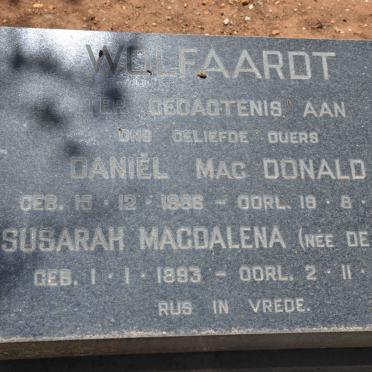 WOLFAARDT
TER GEDAGTENIS AAN
ONS GELIEFDE OUERS
DANIËL MAC DONALD
GEB. 15 · 12 · 1886 - OORL. 19 · 8 ·
SUSARAH MAGDALENA (NEE DE
GEB. 1 · 1 · 1893 - OORL. 2 · 11 ·
RUS IN VREDE.